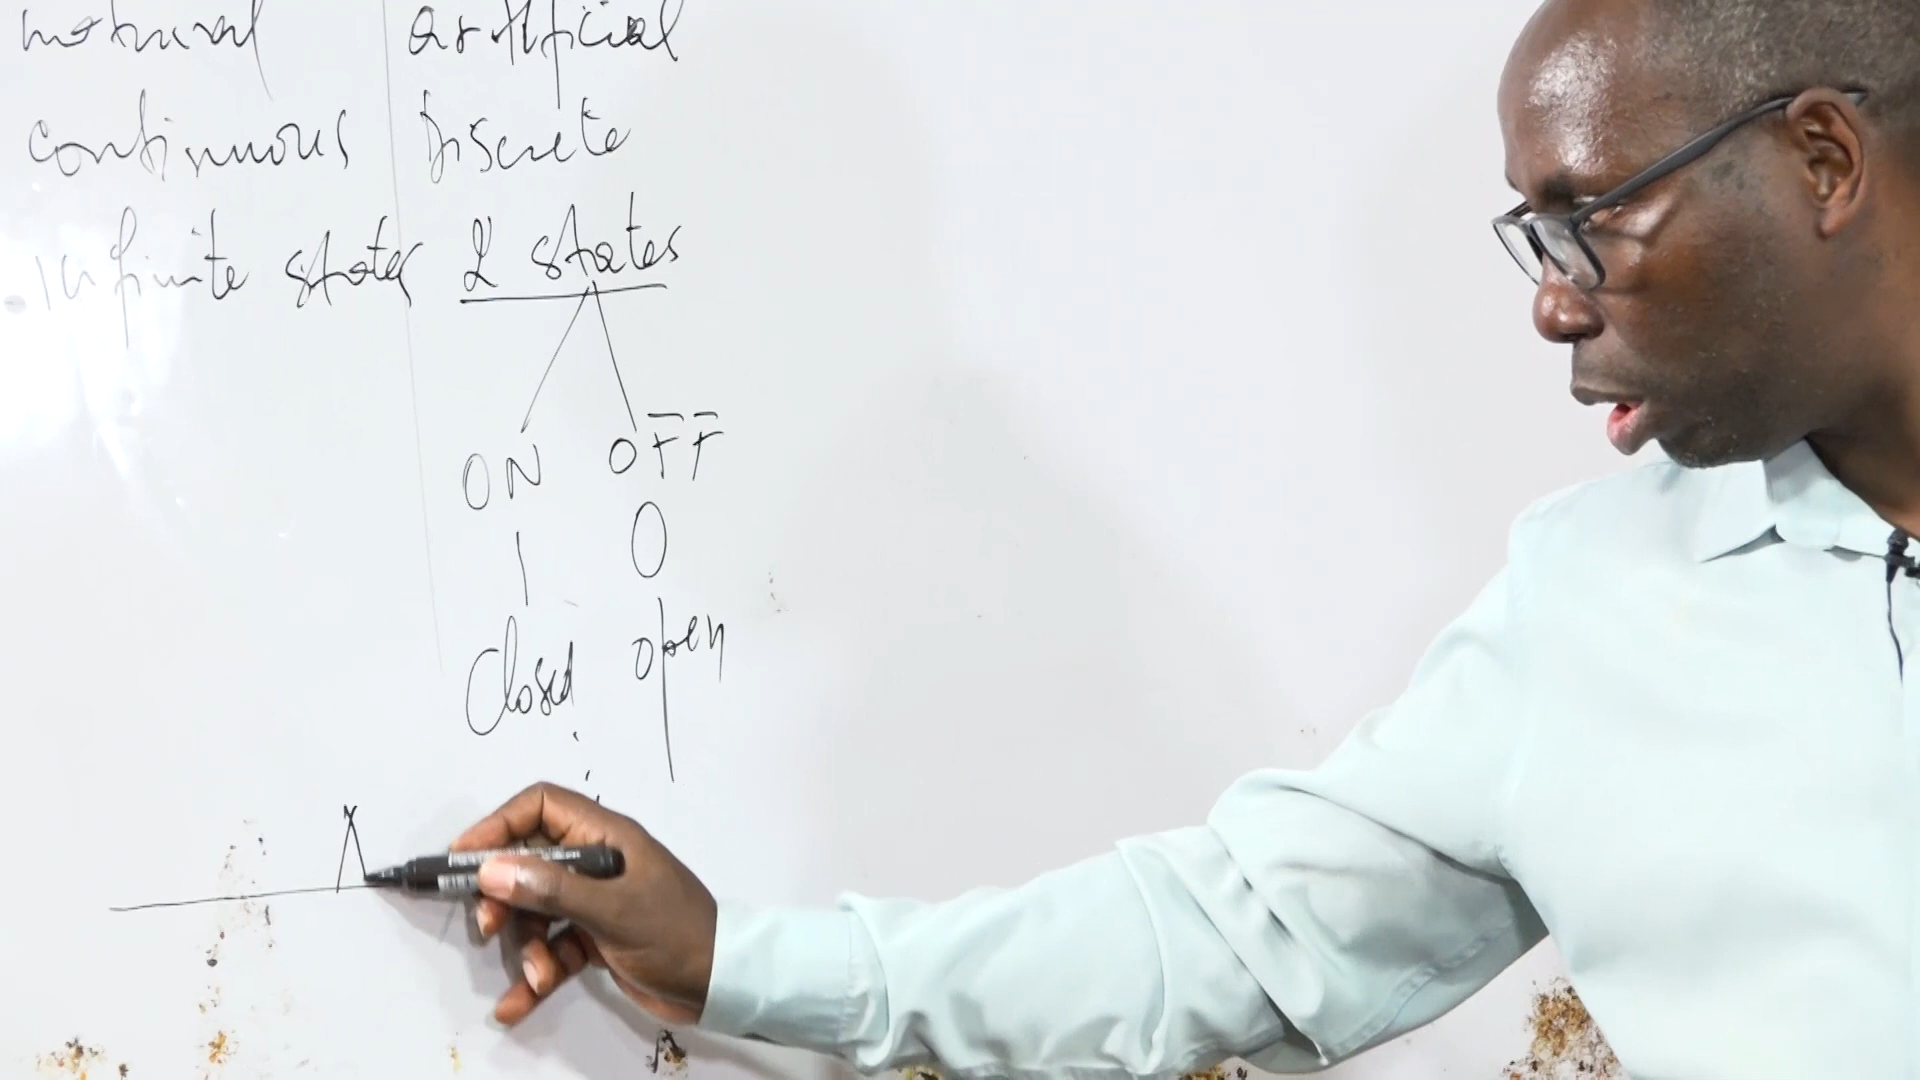 natural artificial
continuous Discrete
Infinite states 2 states
ON OFF
1 0
Closed open